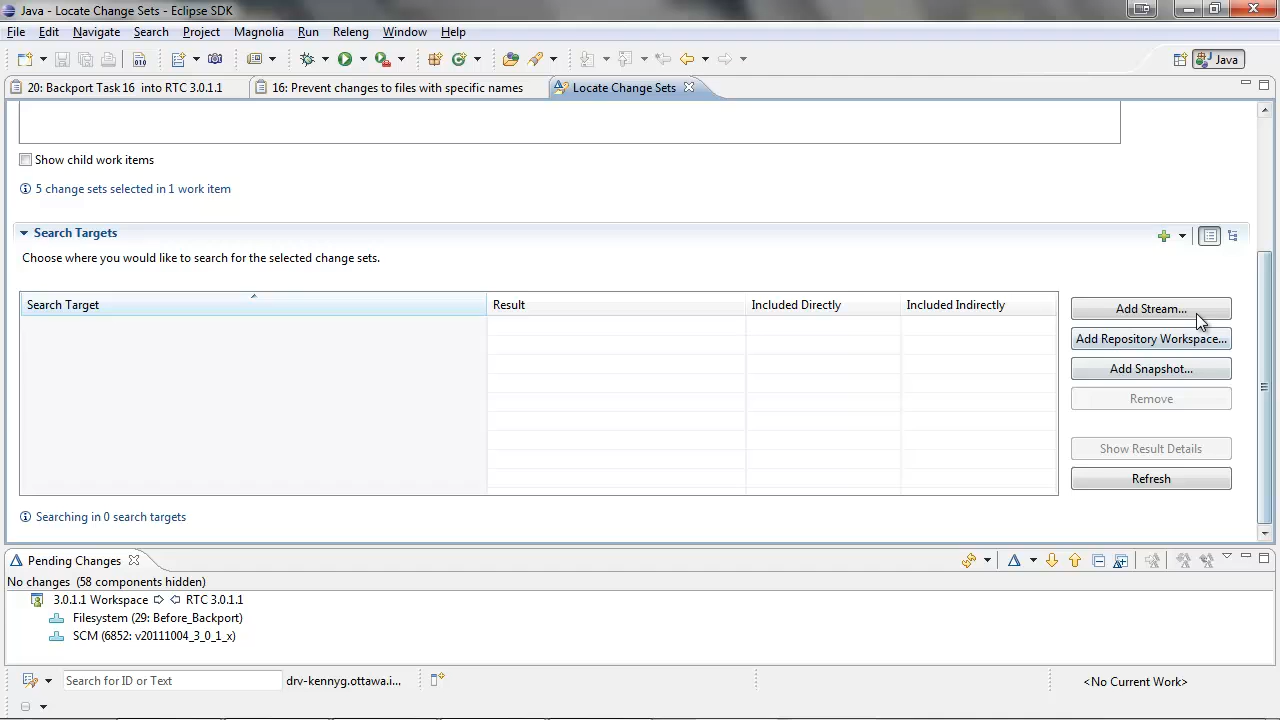 Java - Locate Change Sets - Eclipse SDK
File Edit Navigate Search Project Magnolia Run Releng Window Help
Java
20: Backport Task 16 into RTC 3.0.1.1 16: Prevent changes to files with specific names Locate Change Sets
Show child work items
5 change sets selected in 1 work item
Search Targets
Choose where you would like to search for the selected change sets.
Search Target Result Included Directly Included Indirectly
Add Stream...
Add Repository Workspace...
Add Snapshot...
Remove
Show Result Details
Refresh
Searching in 0 search targets
Pending Changes
No changes (58 components hidden)
3.0.1.1 Workspace RTC 3.0.1.1
Filesystem (29: Before_Backport)
SCM (6852: v20111004_3_0_1_x)
Search for ID or Text drv-kennyg.ottawa.i... <No Current Work>